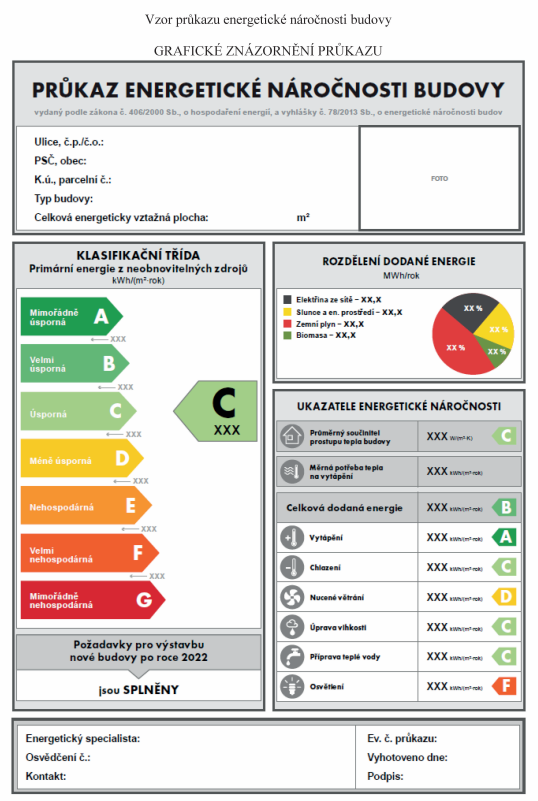 Vzor průkazu energetické náročnosti budovy
GRAFICKÉ ZNÁZORNĚNÍ PRŮKAZU
PRŮKAZ ENERGETICKÉ NÁROČNOSTI BUDOVY
vydaný podle zákona č. 406/2000 Sb., o hospodaření energií, a vyhlášky č. 78/2013 Sb., o energetické náročnosti budov
Ulice, č.p./č.o.:
PSČ, obec:
K.ú., parcelní č.:
Typ budovy:
Celková energeticky vztažná plocha: m²
FOTO
KLASIFIKAČNÍ TŘÍDA
Primární energie z neobnovitelných zdrojů
kWh/(m²·rok)
Mimořádně
úsporná A
XXX
Velmi
úsporná B
XXX
Úsporná C
XXX
Méně úsporná D
XXX
Nehospodárná E
XXX
Velmi
nehospodárná F
XXX
Mimořádně
nehospodárná G
C
XXX
Požadavky pro výstavbu
nové budovy po roce 2022
jsou SPLNĚNY
ROZDĚLENÍ DODANÉ ENERGIE
MWh/rok
Elektřina ze sítě – XX,X
Slunce a en. prostředí – XX,X
Zemní plyn – XX,X
Biomasa – XX,X
XX %
XX %
XX %
XX %
UKAZATELE ENERGETICKÉ NÁROČNOSTI
Průměrný součinitel
prostupu tepla budovy XXX W/(m²·K) C
Měrná potřeba tepla
na vytápění XXX kWh/(m²·rok)
Celková dodaná energie XXX kWh/(m²·rok) B
Vytápění XXX kWh/(m²·rok) A
Chlazení XXX kWh/(m²·rok) C
Nucené větrání XXX kWh/(m²·rok) D
Úprava vlhkosti XXX kWh/(m²·rok) C
Příprava teplé vody XXX kWh/(m²·rok) C
Osvětlení XXX kWh/(m²·rok) F
Energetický specialista:
Osvědčení č.:
Kontakt:
Ev. č. průkazu:
Vyhotoveno dne:
Podpis: